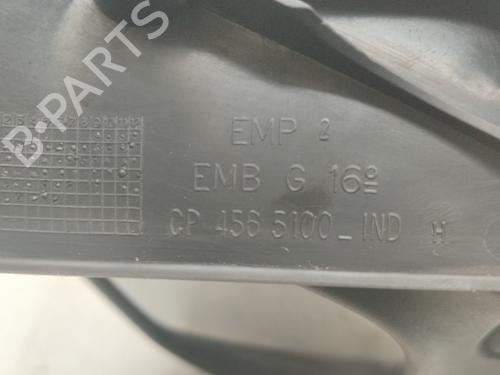 B-PARTS
EMP 2
EMB G 16º
CP 456 5100_IND H